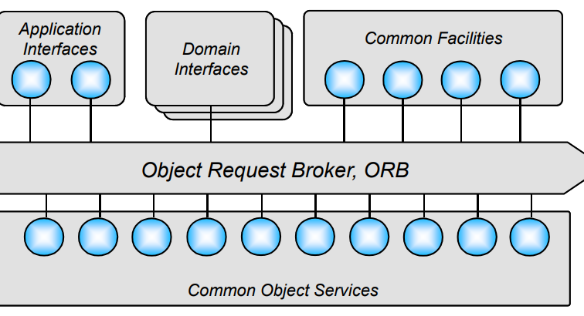 Application
Interfaces
Domain
Interfaces
Common Facilities
Object Request Broker, ORB
Common Object Services